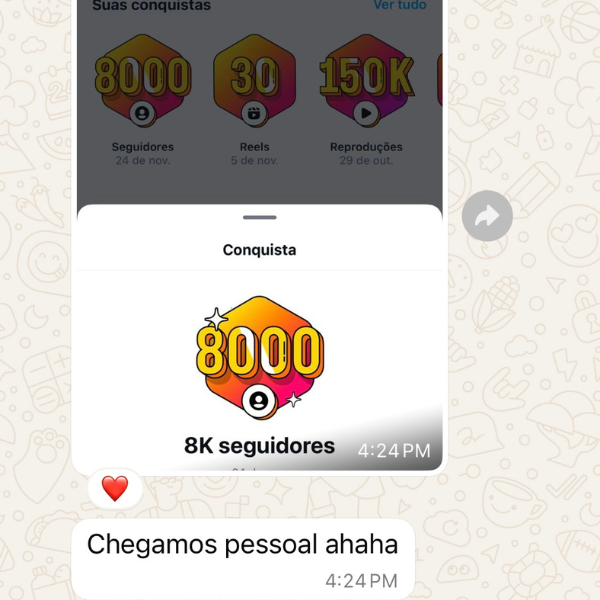 Suas conquistas
Ver tudo
8000
30
150K
Seguidores
Reels
Reproduções
24 de nov.
5 de nov.
29 de out.
Conquista
8000
8K seguidores
4:24 PM
Chegamos pessoal ahaha
4:24 PM